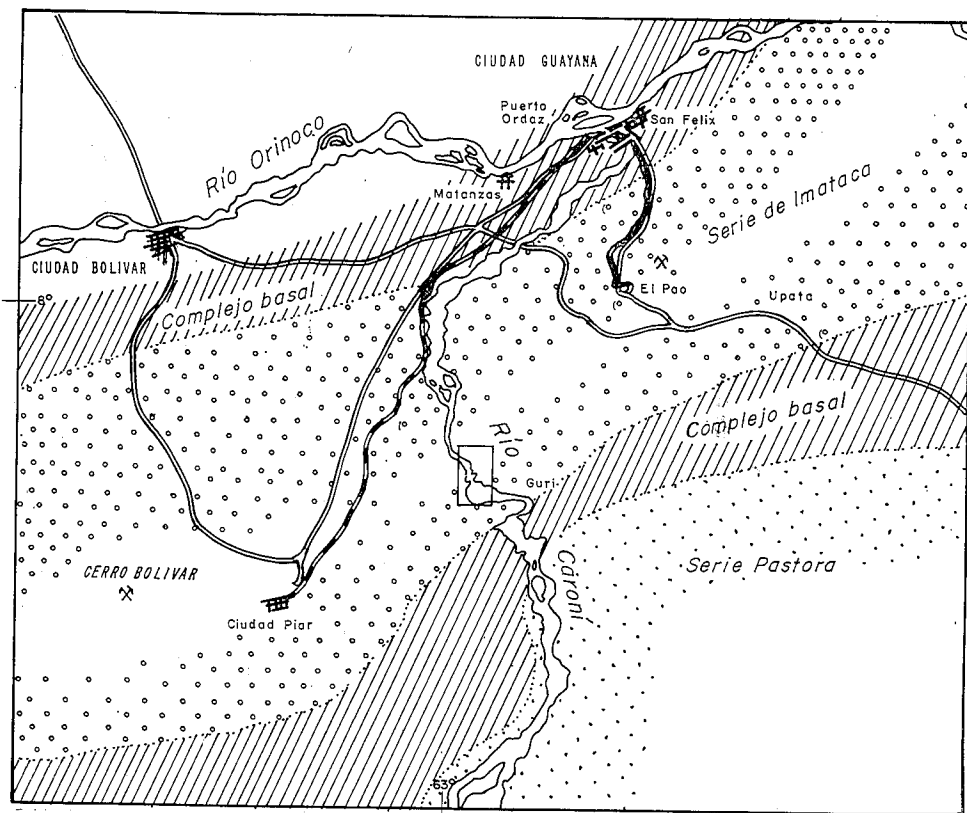 CIUDAD GUAYANA
Puerto
Ordaz
San Felix
Río Orinoco
Matanzas
Serie de Imataca
CIUDAD BOLIVAR
8°
Complejo basal
El Pao
Upata
Complejo basal
Río
Guri
Caroní
Serie Pastora
CERRO BOLIVAR
Ciudad Piar
63°